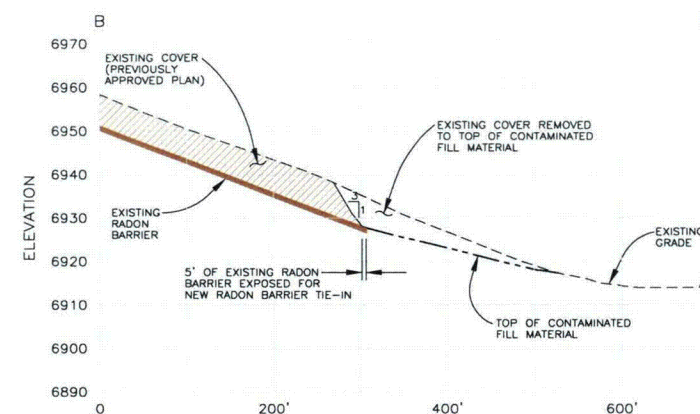 B
6970
EXISTING COVER
(PREVIOUSLY
APPROVED PLAN)
6960
6950
EXISTING COVER REMOVED
TO TOP OF CONTAMINATED
FILL MATERIAL
6940
3
1
6930
ELEVATION
EXISTING
RADON
BARRIER
EXISTING
GRADE
6920
5' OF EXISTING RADON
BARRIER EXPOSED FOR
NEW RADON BARRIER TIE-IN
6910
TOP OF CONTAMINATED
FILL MATERIAL
6900
6890
0
200'
400'
600'